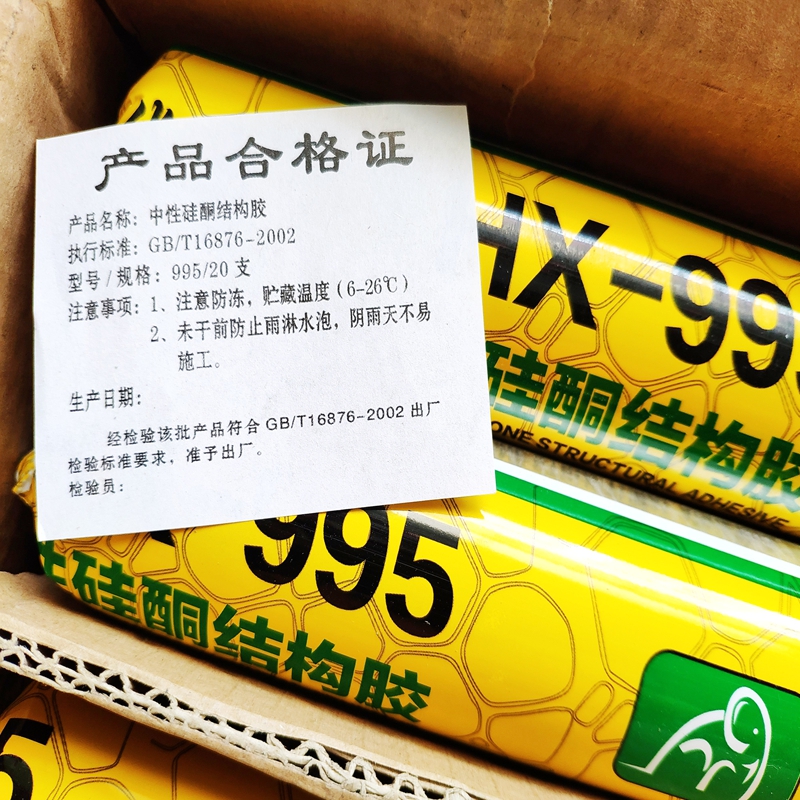 产品合格证
产品名称：中性硅酮结构胶
执行标准：GB/T16876-2002
型号/规格：995/20 支
注意事项：1、注意防冻，贮藏温度（6-26℃）
2、未干前防止雨淋水泡，阴雨天不易
施工。
生产日期：
经检验该批产品符合 GB/T16876-2002 出厂
检验标准要求，准予出厂。
检验员：
HX-995
硅酮结构胶
ONE STRUCTURAL ADHESIVE
995
性硅酮结构胶
5